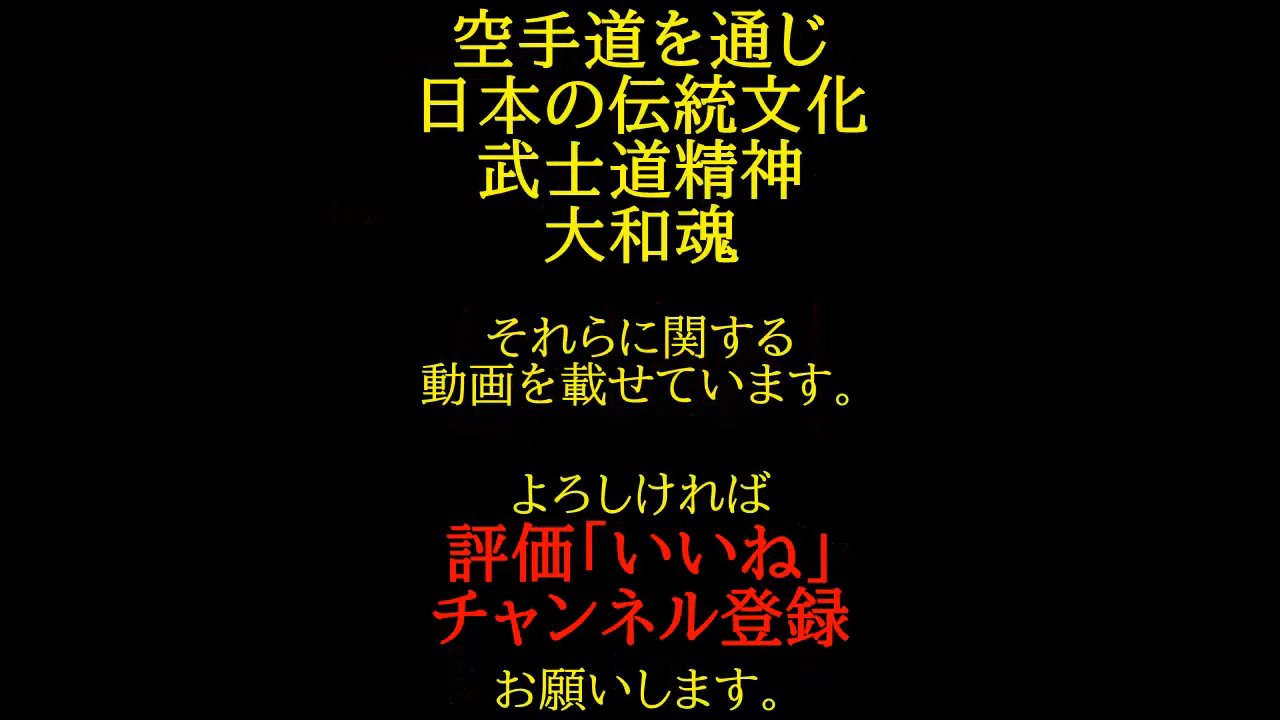 空手道を通じ
日本の伝統文化
武士道精神
大和魂
それらに関する
動画を載せています。
よろしければ
評価「いいね」
チャンネル登録
お願いします。